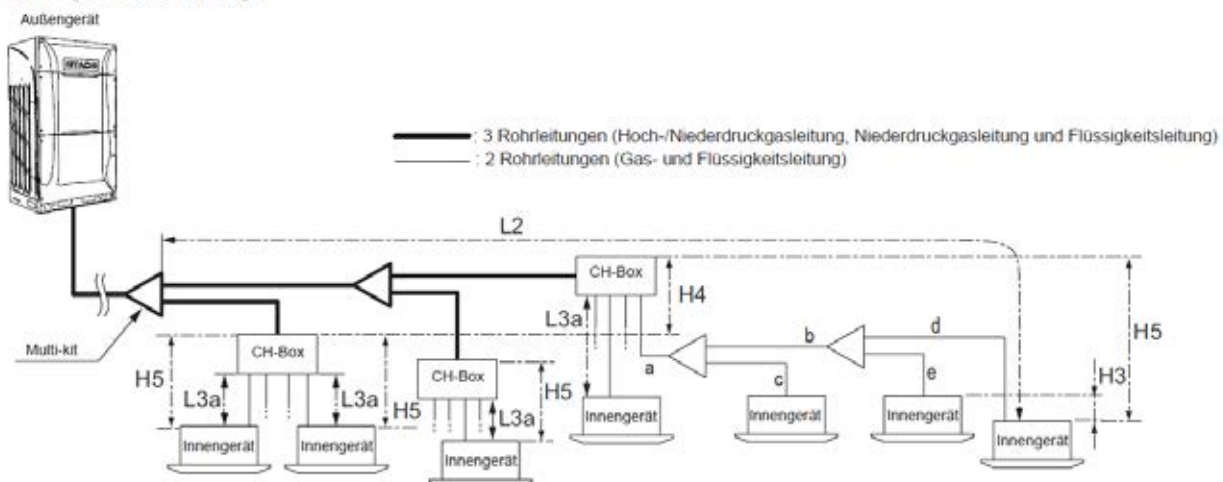 Außengerät
HITACHI
: 3 Rohrleitungen (Hoch-/Niederdruckgasleitung, Niederdruckgasleitung und Flüssigkeitsleitung)
: 2 Rohrleitungen (Gas- und Flüssigkeitsleitung)
L2
CH-Box
H4
H5
L3a
b
d
Multi-kit
CH-Box
a
H3
CH-Box
c
e
H5
L3a
L3a
H5
L3a
H5
Innengerät
Innengerät
Innengerät
Innengerät
Innengerät
Innengerät
Innengerät